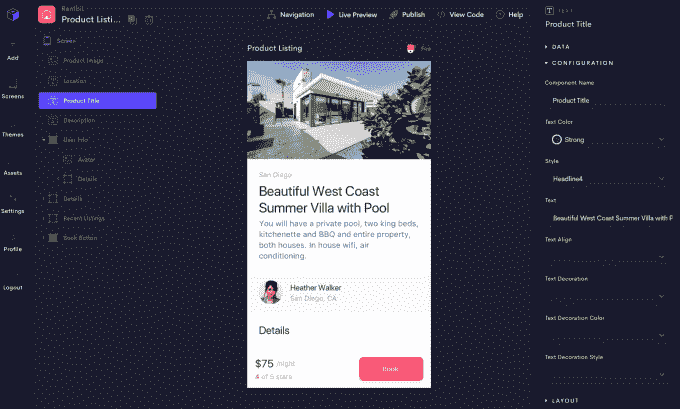 Rentbil
Product Listi...
Navigation
Live Preview
Publish
View Code
Help
Add
Screens
Themes
Assets
Settings
Profile
Logout
Screen
Product Image
Location
Product Title
Description
User Info
Avatar
Details
Details
Recent Listings
Book Button
Product Listing
San Diego
Beautiful West Coast
Summer Villa with Pool
You will have a private pool, two king beds,
kitchenette and BBQ and entire property,
both houses. In house wifi, air
conditioning.
Heather Walker
San Diego, CA
Details
$75 /night
4 of 5 stars
Book
TEXT
Product Title
DATA
CONFIGURATION
Component Name
Product Title
Text Color
Strong
Style
Headline4
Text
Beautiful West Coast Summer Villa with P
Text Align
Text Decoration
Text Decoration Color
Text Decoration Style
LAYOUT